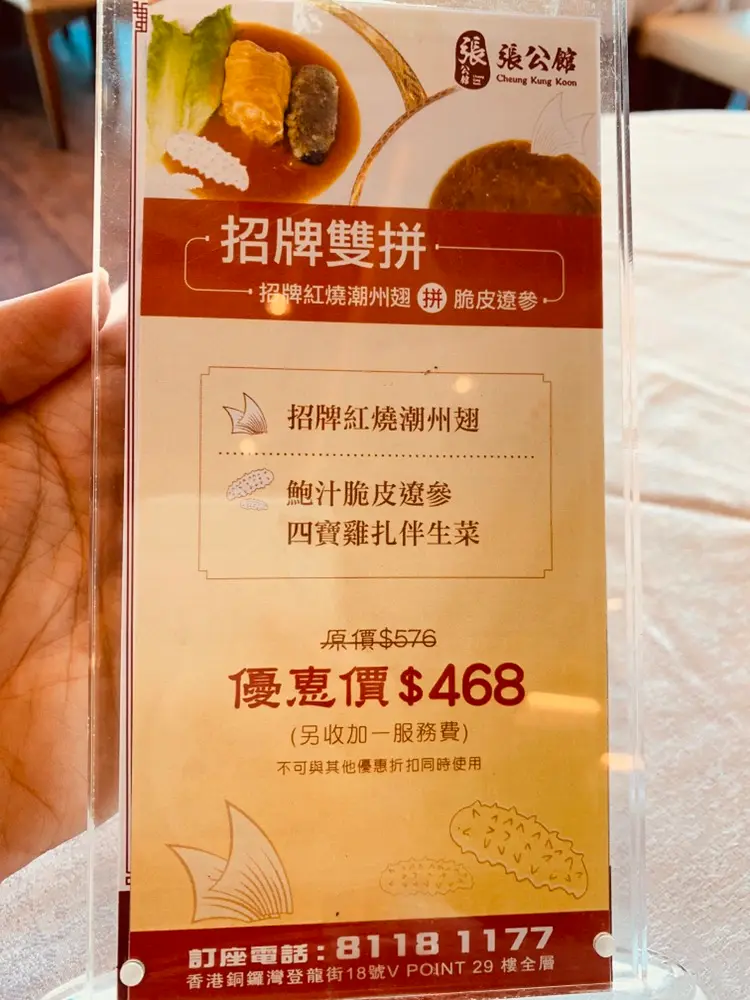 張公館
張公館
Cheung Kung Koon
招牌雙拼
招牌紅燒潮州翅 拼 脆皮遼參
招牌紅燒潮州翅
鮑汁脆皮遼參
四寶雞扎伴生菜
原價$576
優惠價$468
(另收加一服務費)
不可與其他優惠折扣同時使用
訂座電話：8118 1177
香港銅鑼灣登龍街18號V POINT 29 樓全層